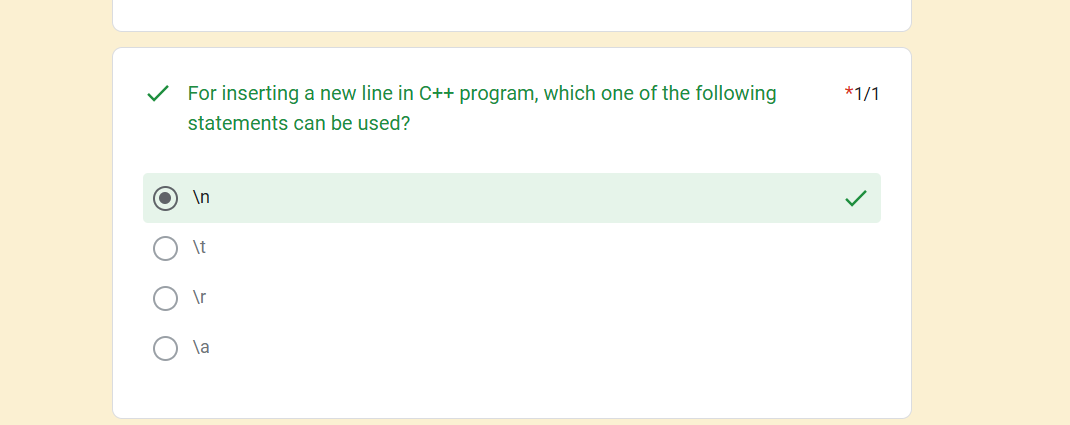 For inserting a new line in C++ program, which one of the following
*1/1
statements can be used?
\n
\t
\r
\a